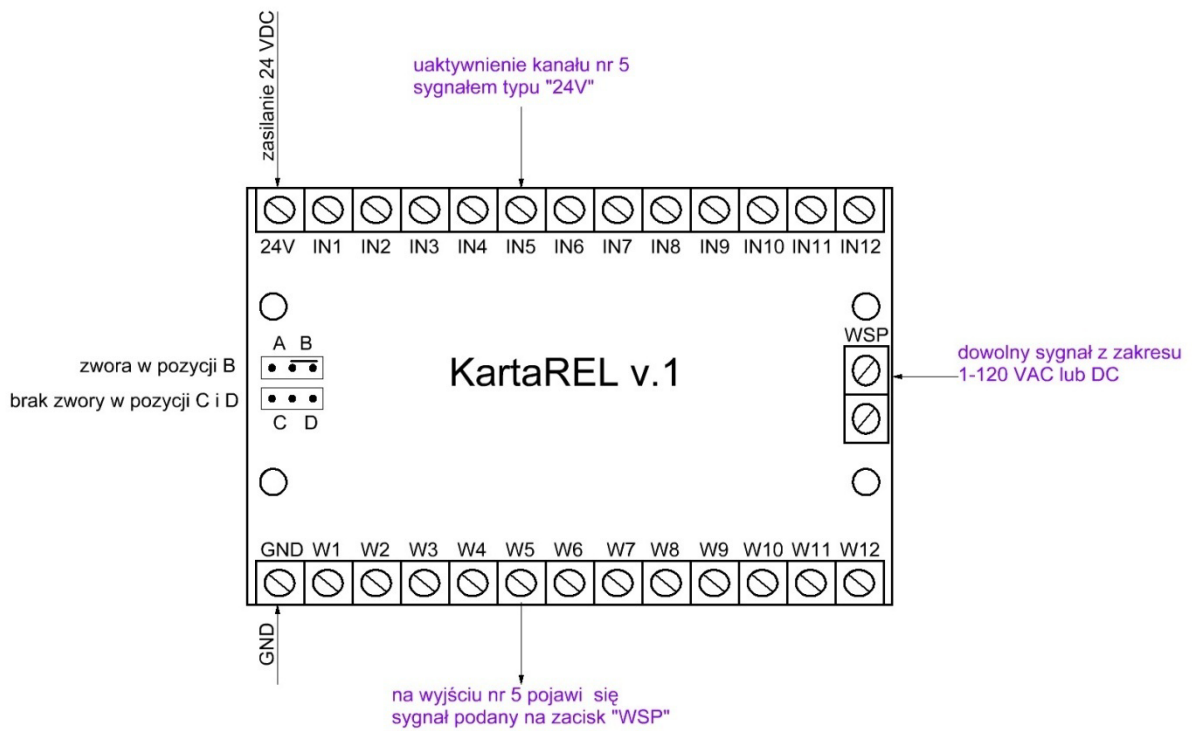 zasilanie 24 VDC
uaktywnienie kanału nr 5
sygnałem typu "24V"
24V IN1 IN2 IN3 IN4 IN5 IN6 IN7 IN8 IN9 IN10 IN11 IN12
A B
zwora w pozycji B
brak zwory w pozycji C i D
C D
KartaREL v.1
WSP
dowolny sygnał z zakresu
1-120 VAC lub DC
GND W1 W2 W3 W4 W5 W6 W7 W8 W9 W10 W11 W12
GND
na wyjściu nr 5 pojawi się
sygnał podany na zacisk "WSP"